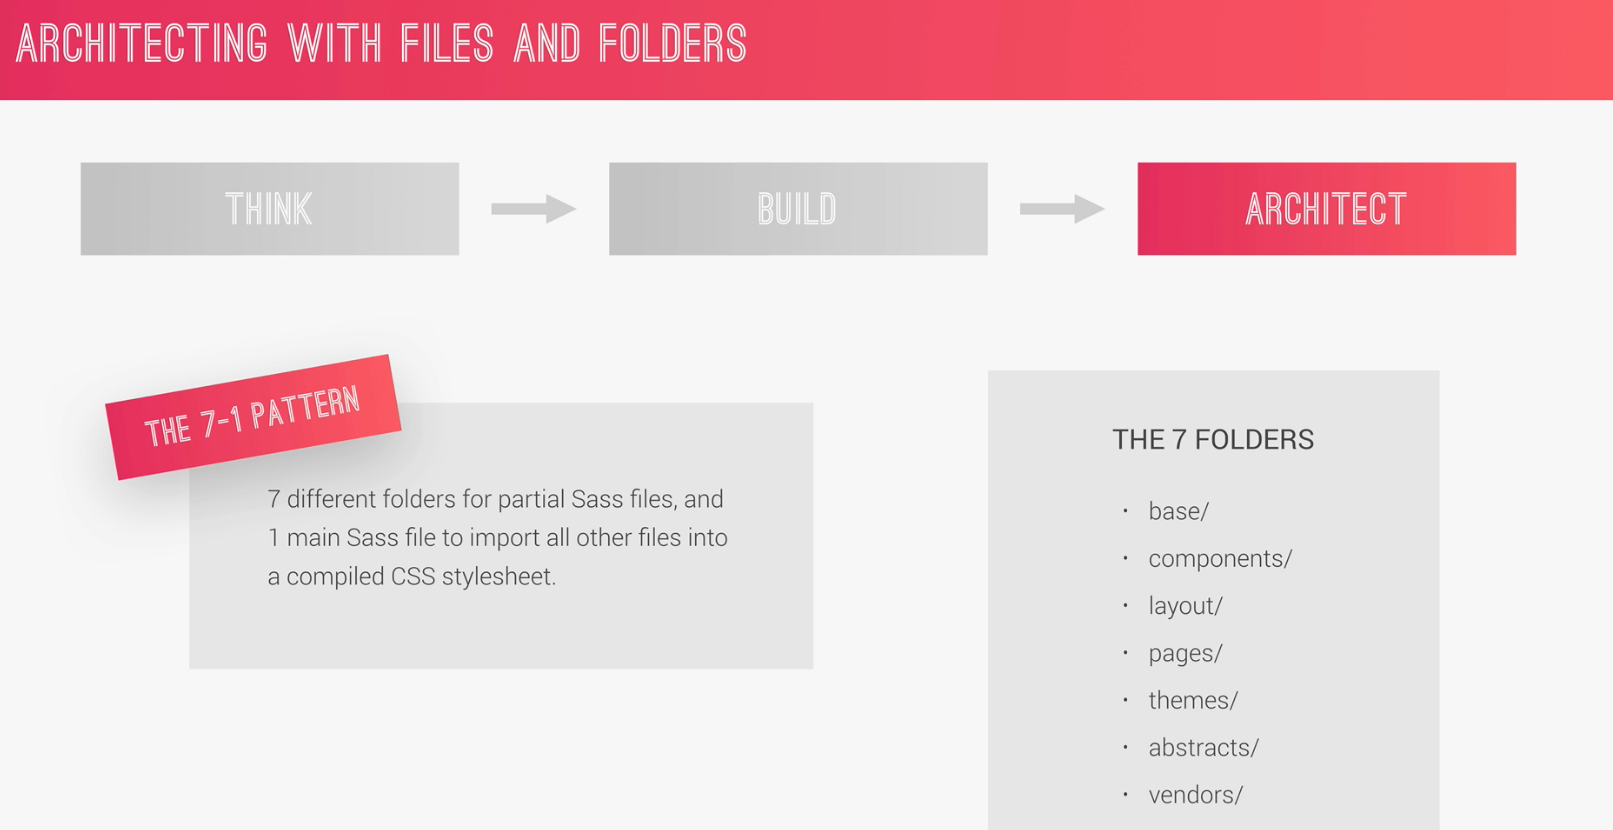 ARCHITECTING WITH FILES AND FOLDERS
THINK
BUILD
ARCHITECT
THE 7-1 PATTERN
7 different folders for partial Sass files, and
1 main Sass file to import all other files into
a compiled CSS stylesheet.
THE 7 FOLDERS
• base/
• components/
• layout/
• pages/
• themes/
• abstracts/
• vendors/